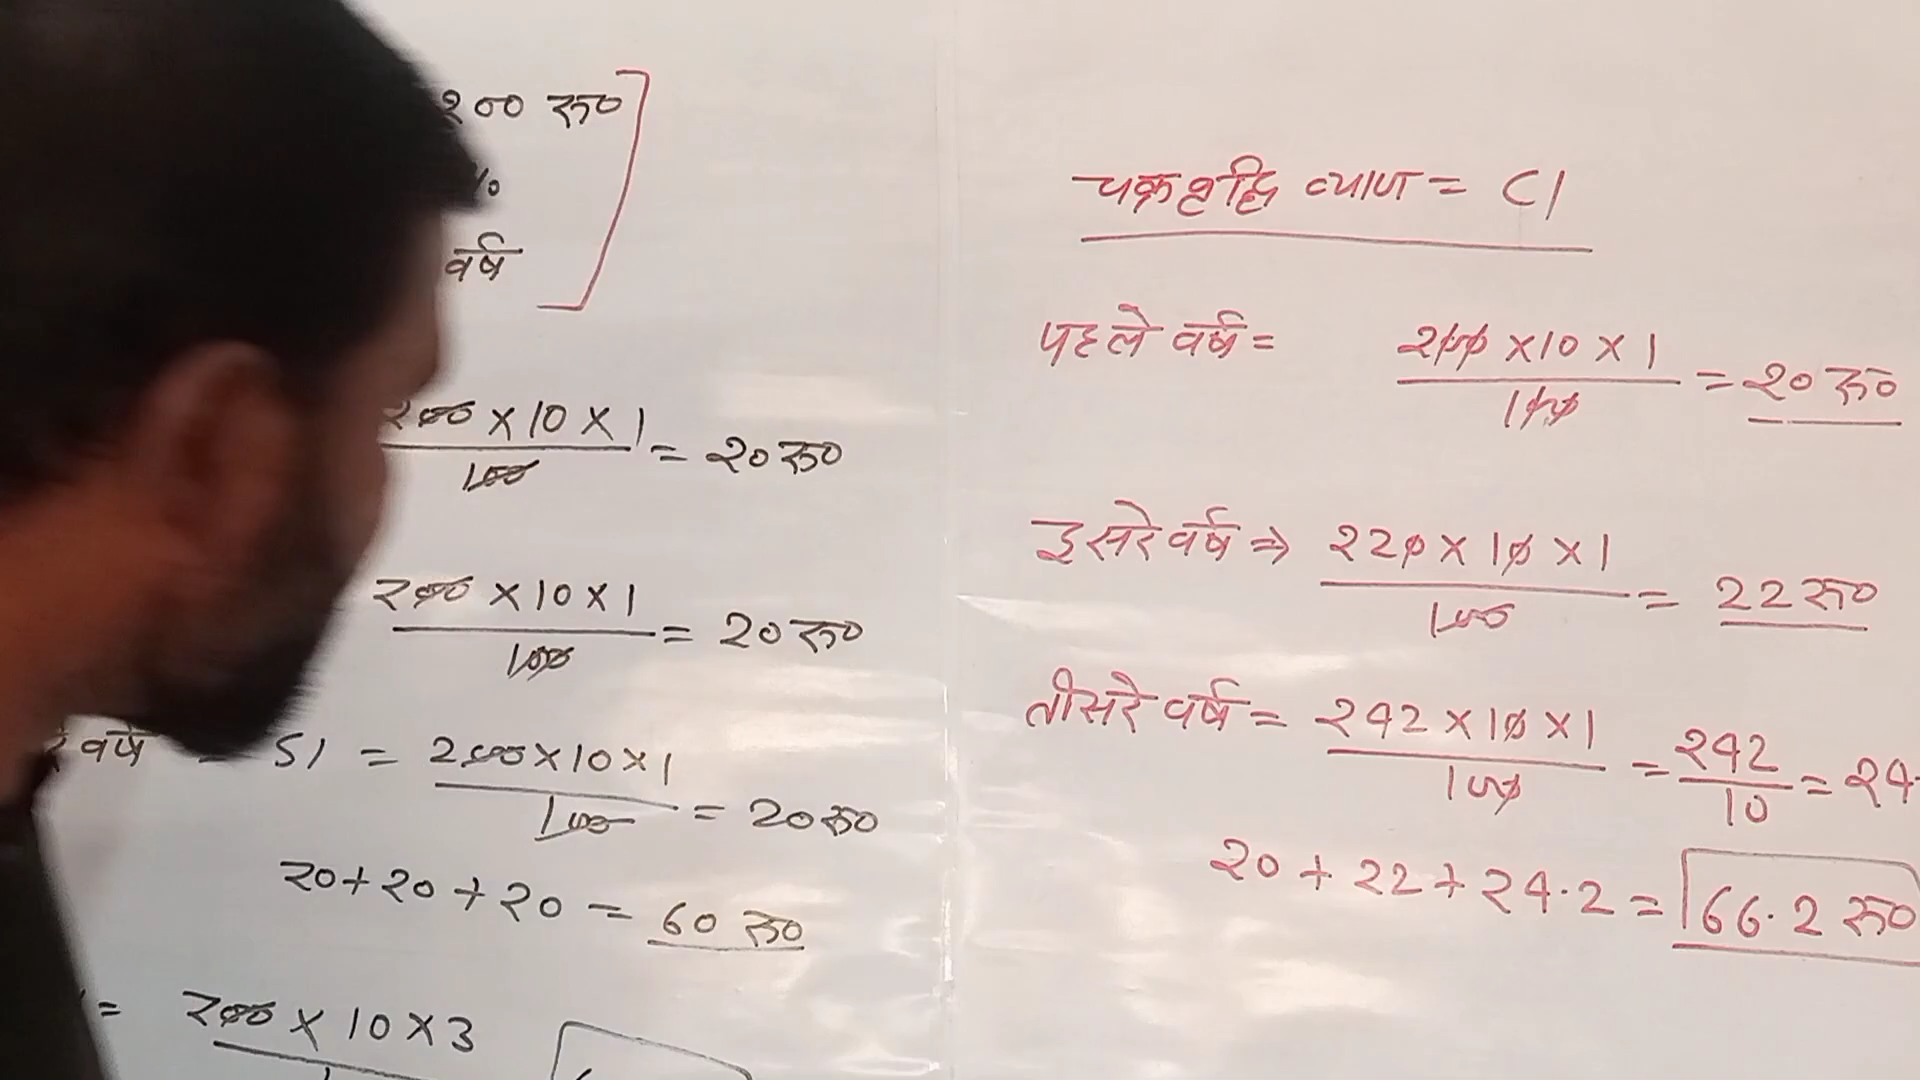 200 रु०
%
वर्ष
200 × 10 × 1 / 100 = 20 रु०
200 × 10 × 1 / 100 = 20 रु०
वर्ष SI = 200 × 10 × 1 / 100 = 20 रु०
20 + 20 + 20 = 60 रु०
= 200 × 10 × 3
चक्रवृद्धि ब्याज = CI
पहले वर्ष = 200 × 10 × 1 / 100 = 20 रु०
दूसरे वर्ष ⇒ 220 × 10 × 1 / 100 = 22 रु०
तीसरे वर्ष = 242 × 10 × 1 / 100 = 242 / 10 = 24.
20 + 22 + 24.2 = 66.2 रु०